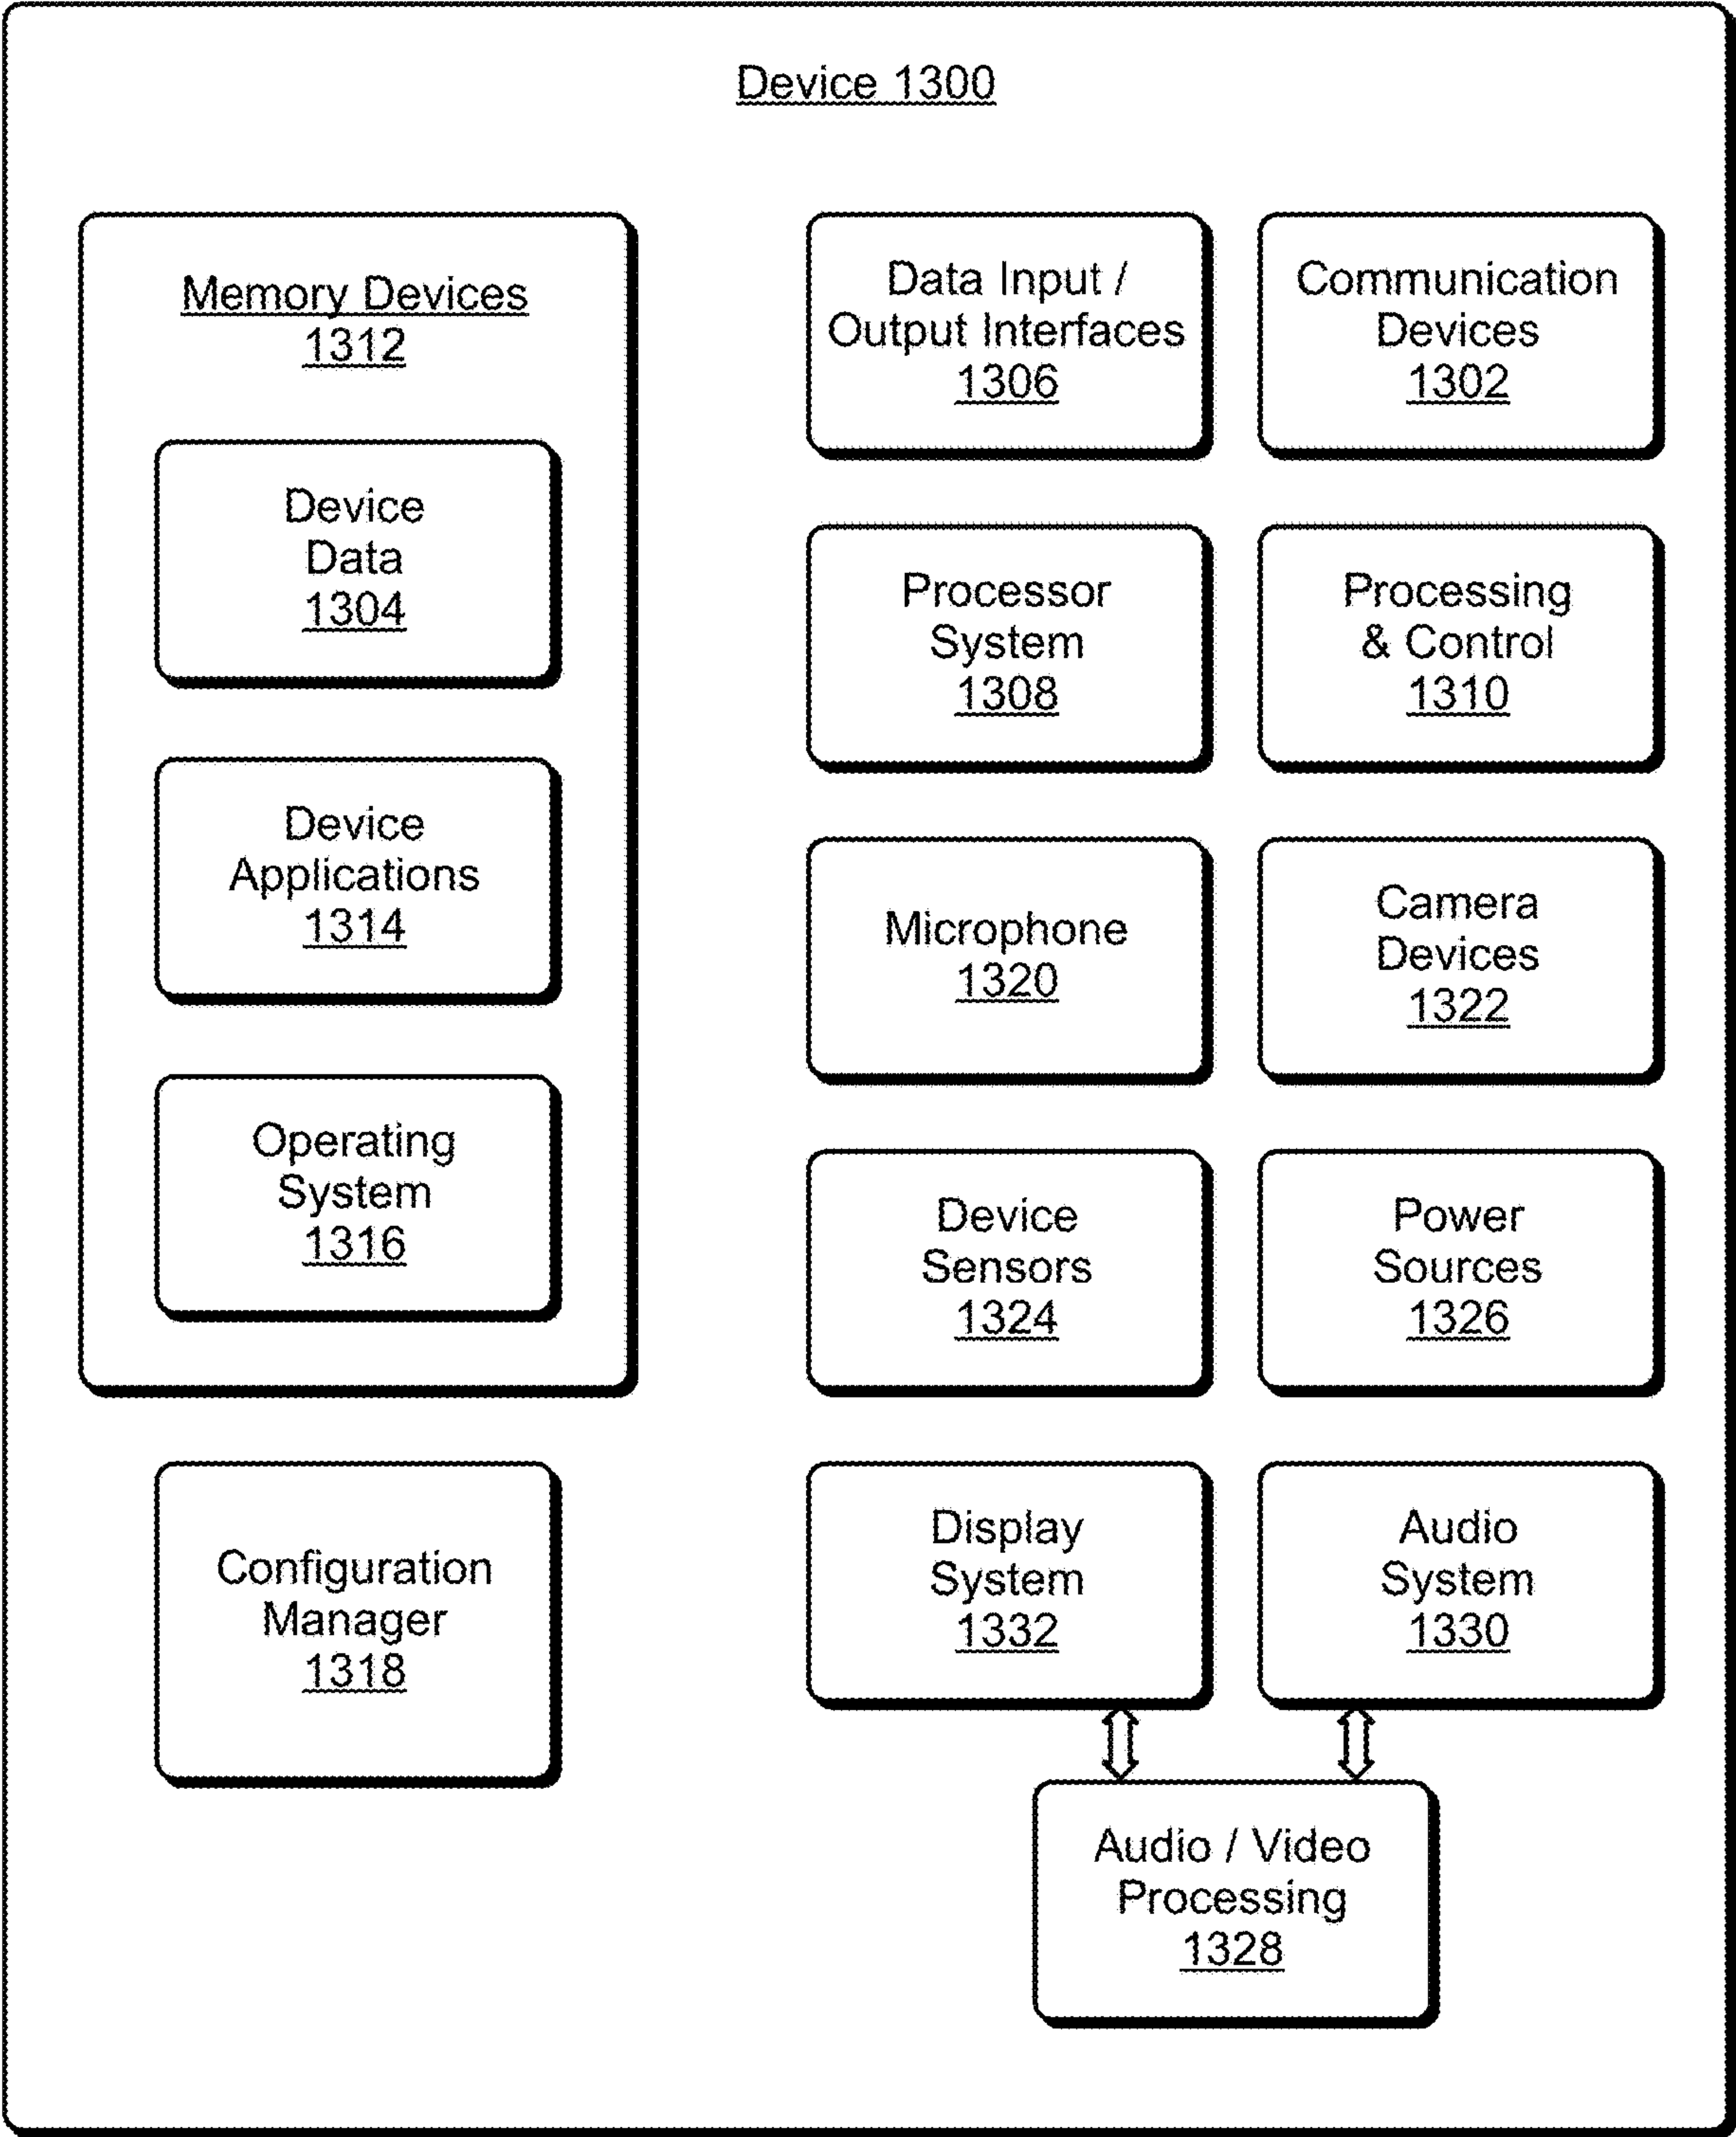 Device 1300
Memory Devices
1312
Device
Data
1304
Device
Applications
1314
Operating
System
1316
Configuration
Manager
1318
Data Input /
Output Interfaces
1306
Communication
Devices
1302
Processor
System
1308
Processing
& Control
1310
Microphone
1320
Camera
Devices
1322
Device
Sensors
1324
Power
Sources
1326
Display
System
1332
Audio
System
1330
Audio / Video
Processing
1328